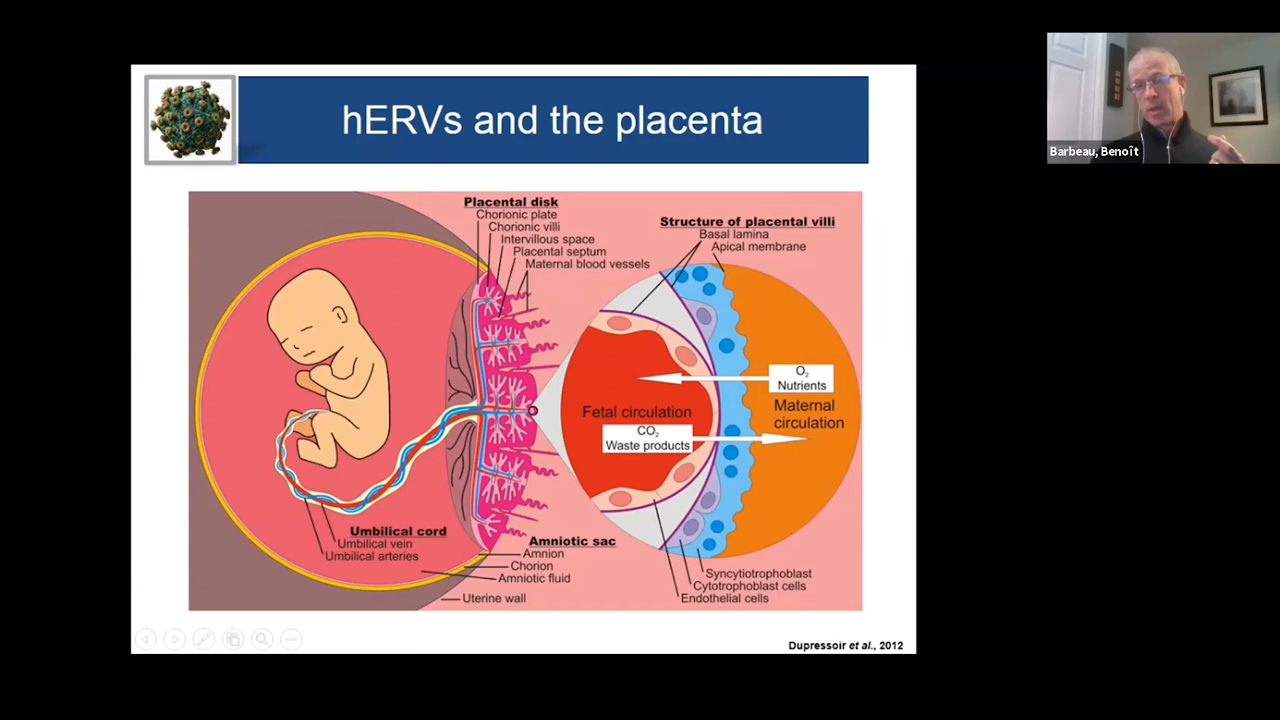 hERVs and the placenta
Barbeau, Benoît
Placental disk
Chorionic plate
Chorionic villi
Intervillous space
Placental septum
Maternal blood vessels
Structure of placental villi
Basal lamina
Apical membrane
O₂
Nutrients
Maternal
circulation
Fetal circulation
CO₂
Waste products
Umbilical cord
Umbilical vein
Umbilical arteries
Amniotic sac
Amnion
Chorion
Amniotic fluid
Uterine wall
Syncytiotrophoblast
Cytotrophoblast cells
Endothelial cells
Dupressoir et al., 2012